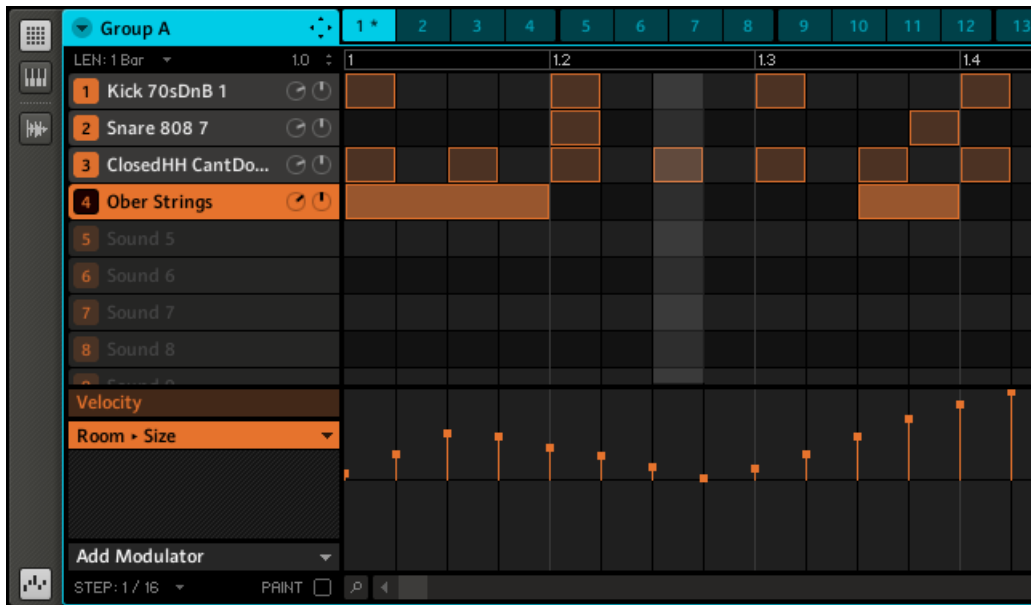 Group A
1* 2 3 4 5 6 7 8 9 10 11 12 13
LEN: 1 Bar 1.0 1 1.2 1.3 1.4
1 Kick 70sDnB 1
2 Snare 808 7
3 ClosedHH CantDo...
4 Ober Strings
5 Sound 5
6 Sound 6
7 Sound 7
8 Sound 8
Velocity
Room ▸ Size
Add Modulator
STEP: 1 / 16 PAINT